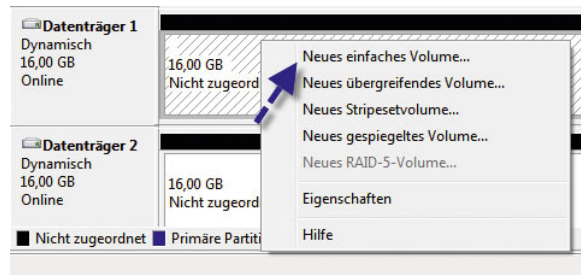 Datenträger 1
Dynamisch
16,00 GB
Online
16,00 GB
Nicht zugeord
Neues einfaches Volume...
Neues übergreifendes Volume...
Neues Stripesetvolume...
Neues gespiegeltes Volume...
Neues RAID-5-Volume...
Eigenschaften
Hilfe
Datenträger 2
Dynamisch
16,00 GB
Online
16,00 GB
Nicht zugeord
Nicht zugeordnet Primäre Partiti